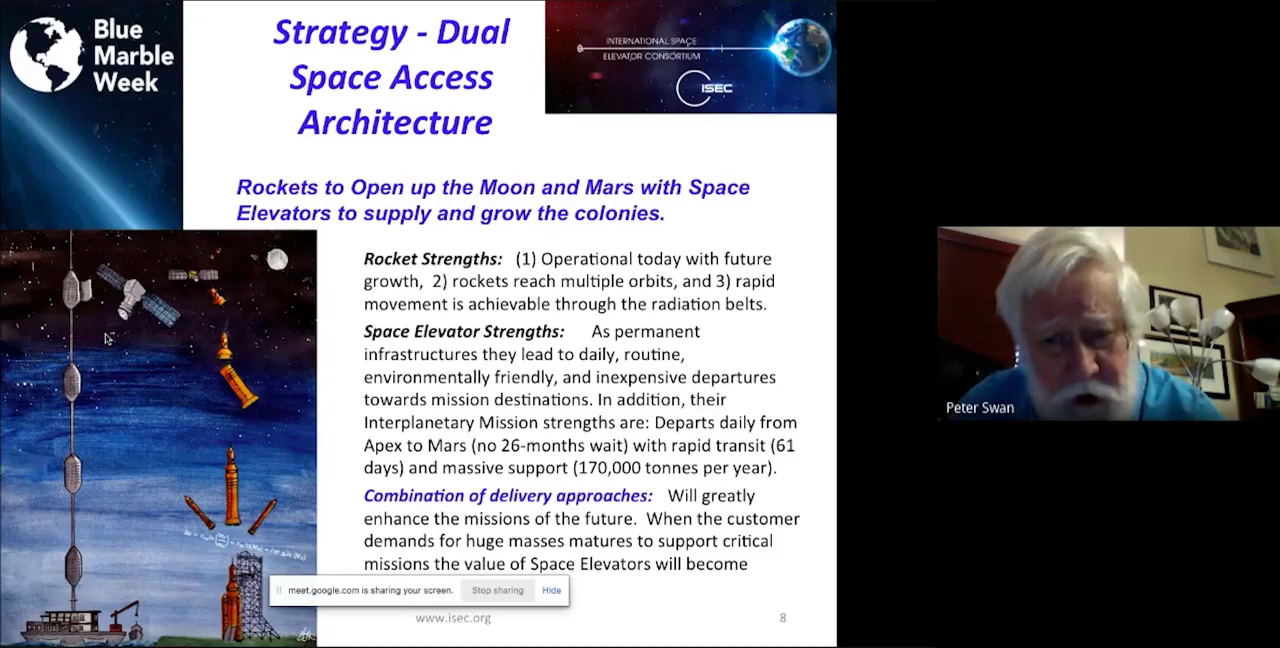 Blue
Marble
Week
Strategy - Dual
Space Access
Architecture
INTERNATIONAL SPACE
ELEVATOR CONSORTIUM
ISEC
Rockets to Open up the Moon and Mars with Space
Elevators to supply and grow the colonies.
Rocket Strengths: (1) Operational today with future
growth, 2) rockets reach multiple orbits, and 3) rapid
movement is achievable through the radiation belts.
Space Elevator Strengths: As permanent
infrastructures they lead to daily, routine,
environmentally friendly, and inexpensive departures
towards mission destinations. In addition, their
Interplanetary Mission strengths are: Departs daily from
Apex to Mars (no 26-months wait) with rapid transit (61
days) and massive support (170,000 tonnes per year).
Combination of delivery approaches: Will greatly
enhance the missions of the future. When the customer
demands for huge masses matures to support critical
missions the value of Space Elevators will become
meet.google.com is sharing your screen. Stop sharing Hide
www.isec.org 8
Peter Swan